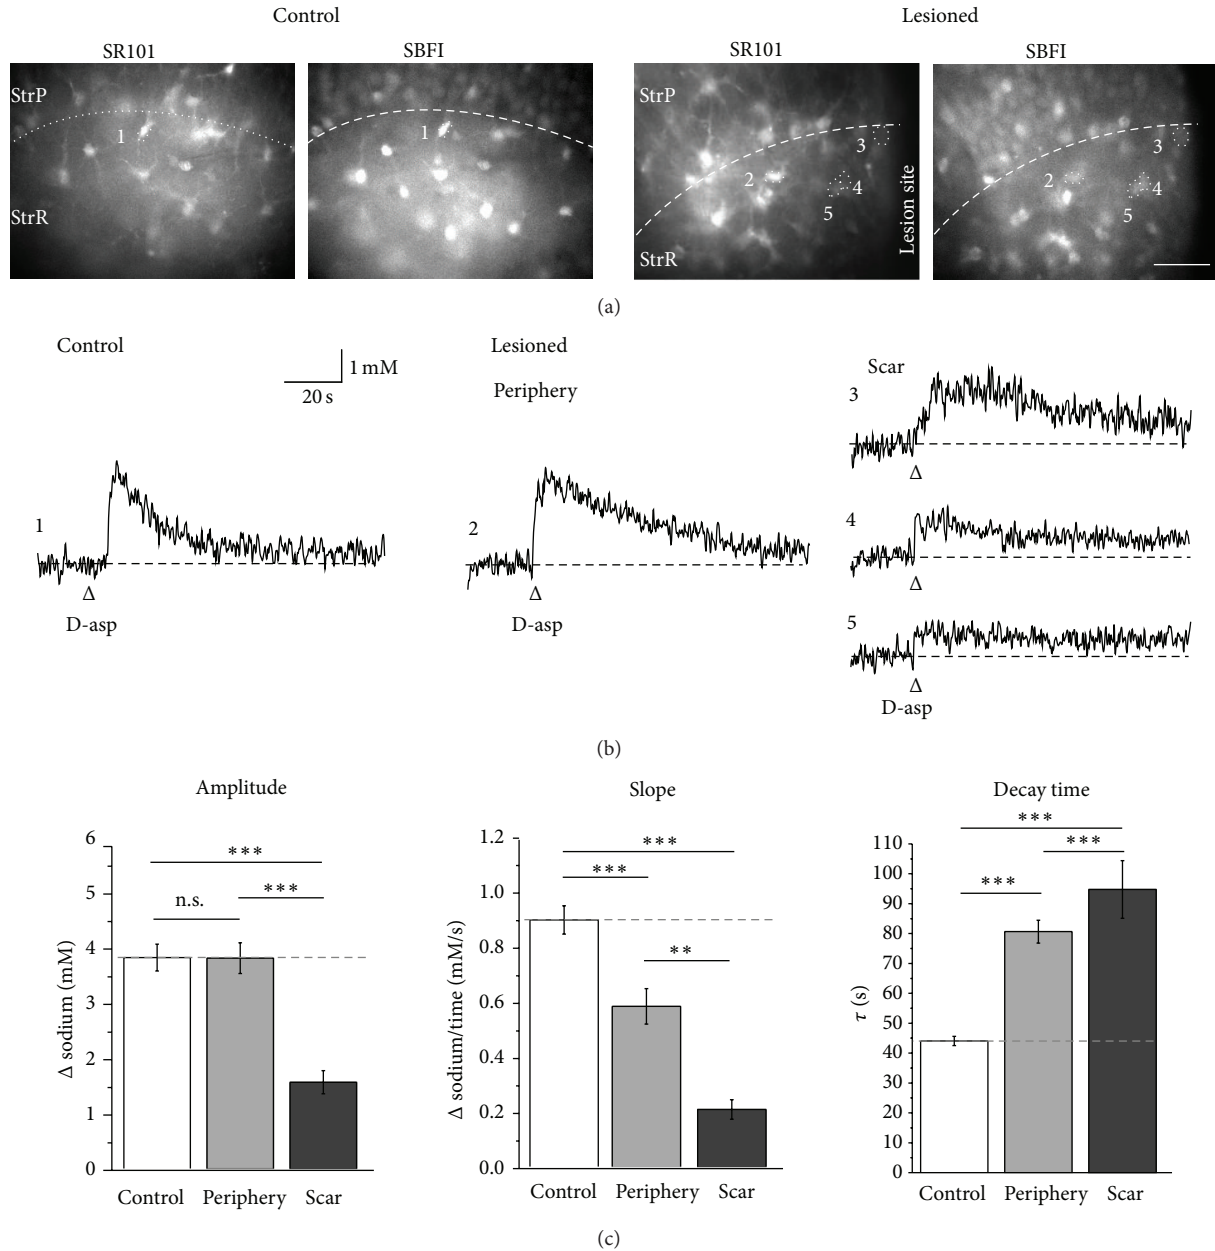 Control
Lesioned
SR101
SBFI
SR101
SBFI
StrP
StrR
1
1
StrP
StrR
2
3
4
5
Lesion site
2
3
4
5
(a)
Control
1 mM
20 s
Lesioned
Periphery
Scar
1
Δ
D-asp
2
Δ
D-asp
3
Δ
4
Δ
5
Δ
D-asp
(b)
Amplitude
Δ sodium (mM)
6
5
4
3
2
1
0
***
***
n.s.
Control
Periphery
Scar
Slope
Δ sodium/time (mM/s)
1.2
1.0
0.8
0.6
0.4
0.2
0.0
***
***
**
Control
Periphery
Scar
Decay time
τ (s)
110
100
90
80
70
60
50
40
30
20
10
0
***
***
***
Control
Periphery
Scar
(c)